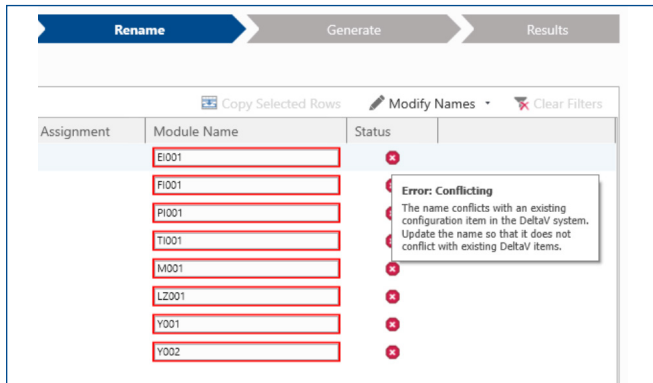 Rename
Generate
Results
Copy Selected Rows
Modify Names
Clear Filters
Assignment
Module Name
Status
EI001
FI001
PI001
TI001
M001
LZ001
Y001
Y002
Error: Conflicting
The name conflicts with an existing
configuration item in the DeltaV system.
Update the name so that it does not
conflict with existing DeltaV items.